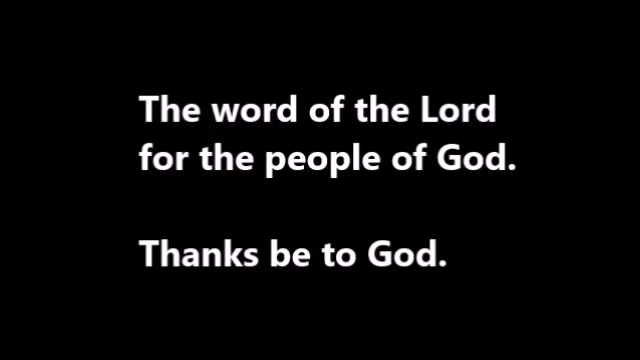 The word of the Lord
for the people of God.
Thanks be to God.